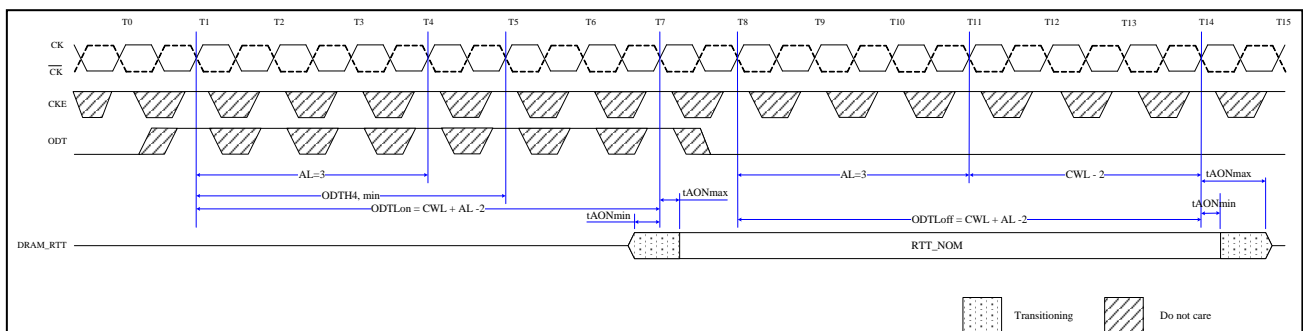 T0 T1 T2 T3 T4 T5 T6 T7 T8 T9 T10 T11 T12 T13 T14 T15
CK
CK
CKE
ODT
AL=3 AL=3 CWL - 2
ODTH4, min tAONmax tAONmax
ODTLon = CWL + AL -2
tAONmin tAONmin
ODTLoff = CWL + AL -2
DRAM_RTT RTT_NOM
Transitioning Do not care